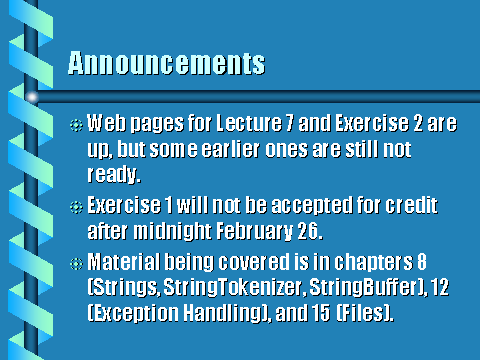 Announcements
Web pages for Lecture 7 and Exercise 2 are
up, but some earlier ones are still not
ready.
Exercise 1 will not be accepted for credit
after midnight February 26.
Material being covered is in chapters 8
(Strings, StringTokenizer, StringBuffer), 12
(Exception Handling), and 15 (Files).